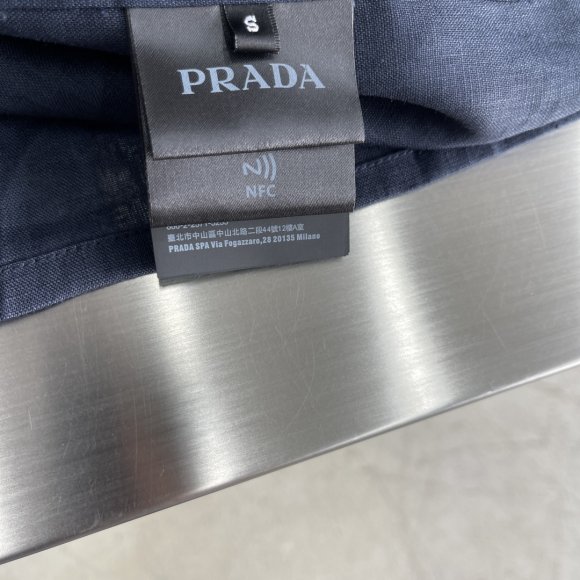 S
PRADA
NFC
臺北市中山區中山北路二段44號12樓A室
PRADA SPA Via Fogazzaro,28 20135 Milano